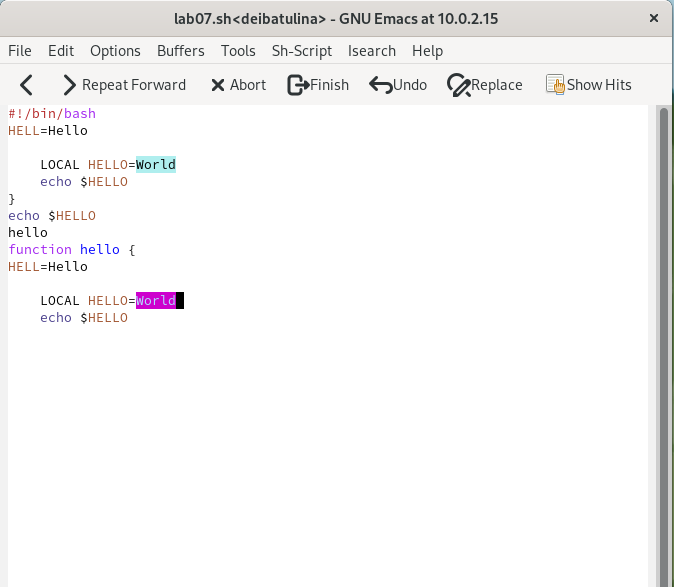 lab07.sh<deibatulina> - GNU Emacs at 10.0.2.15
File Edit Options Buffers Tools Sh-Script Isearch Help
Repeat Forward Abort Finish Undo Replace Show Hits
#!/bin/bash
HELL=Hello
LOCAL HELLO=World
echo $HELLO
}
echo $HELLO
hello
function hello {
HELL=Hello
LOCAL HELLO=World
echo $HELLO